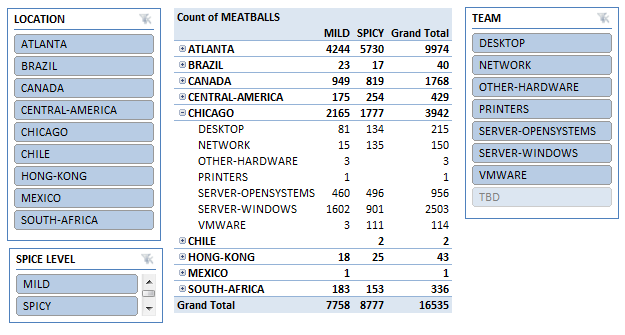 LOCATION
ATLANTA
BRAZIL
CANADA
CENTRAL-AMERICA
CHICAGO
CHILE
HONG-KONG
MEXICO
SOUTH-AFRICA
SPICE LEVEL
MILD
SPICY
Count of MEATBALLS
MILD SPICY Grand Total
ATLANTA 4244 5730 9974
BRAZIL 23 17 40
CANADA 949 819 1768
CENTRAL-AMERICA 175 254 429
CHICAGO 2165 1777 3942
DESKTOP 81 134 215
NETWORK 15 135 150
OTHER-HARDWARE 3 3
PRINTERS 1 1
SERVER-OPENSYSTEMS 460 496 956
SERVER-WINDOWS 1602 901 2503
VMWARE 3 111 114
CHILE 2 2
HONG-KONG 18 25 43
MEXICO 1 1
SOUTH-AFRICA 183 153 336
Grand Total 7758 8777 16535
TEAM
DESKTOP
NETWORK
OTHER-HARDWARE
PRINTERS
SERVER-OPENSYSTEMS
SERVER-WINDOWS
VMWARE
TBD